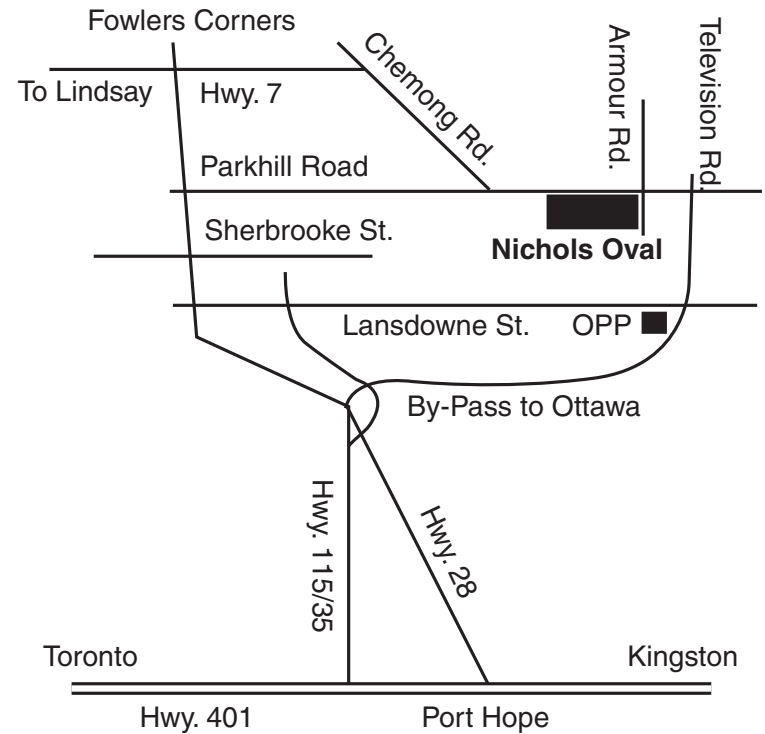 Fowlers Corners
Chemong Rd.
Armour Rd.
Television Rd.
To Lindsay
Hwy. 7
Parkhill Road
Sherbrooke St.
Nichols Oval
Lansdowne St.
OPP
By-Pass to Ottawa
Hwy. 115/35
Hwy. 28
Toronto
Kingston
Hwy. 401
Port Hope